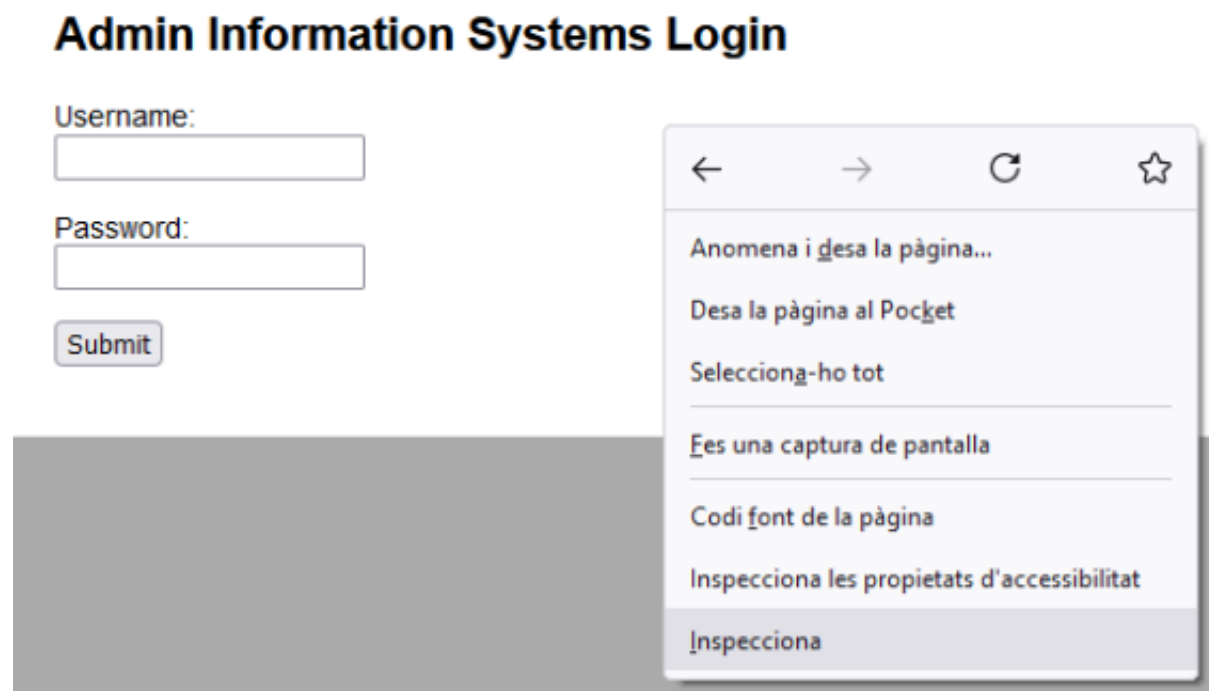 Admin Information Systems Login
Username:
Password:
Submit
Anomena i desa la pàgina...
Desa la pàgina al Pocket
Selecciona-ho tot
Fes una captura de pantalla
Codi font de la pàgina
Inspecciona les propietats d'accessibilitat
Inspecciona